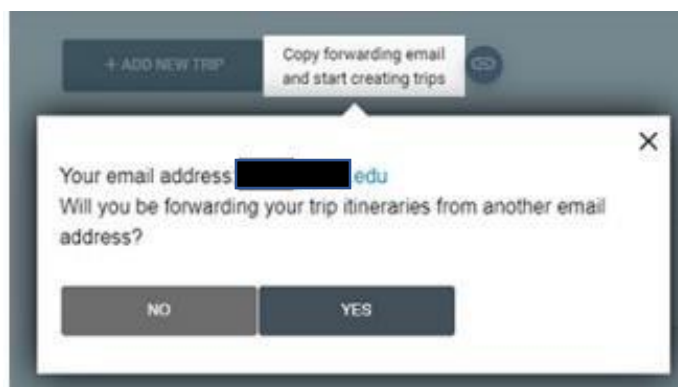 + ADD NEW TRIP
Copy forwarding email
and start creating trips
Your email address edu
Will you be forwarding your trip itineraries from another email
address?
NO
YES